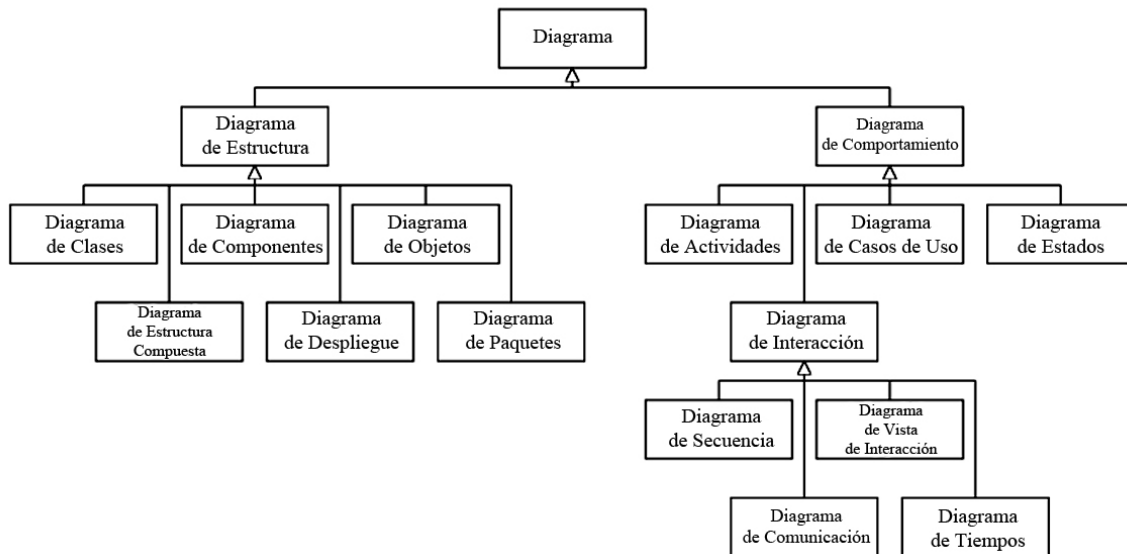 Diagrama
Diagrama
de Estructura
Diagrama
de Comportamiento
Diagrama
de Clases
Diagrama
de Componentes
Diagrama
de Objetos
Diagrama
de Actividades
Diagrama
de Casos de Uso
Diagrama
de Estados
Diagrama
de Estructura
Compuesta
Diagrama
de Despliegue
Diagrama
de Paquetes
Diagrama
de Interacción
Diagrama
de Secuencia
Diagrama
de Vista
de Interacción
Diagrama
de Comunicación
Diagrama
de Tiempos